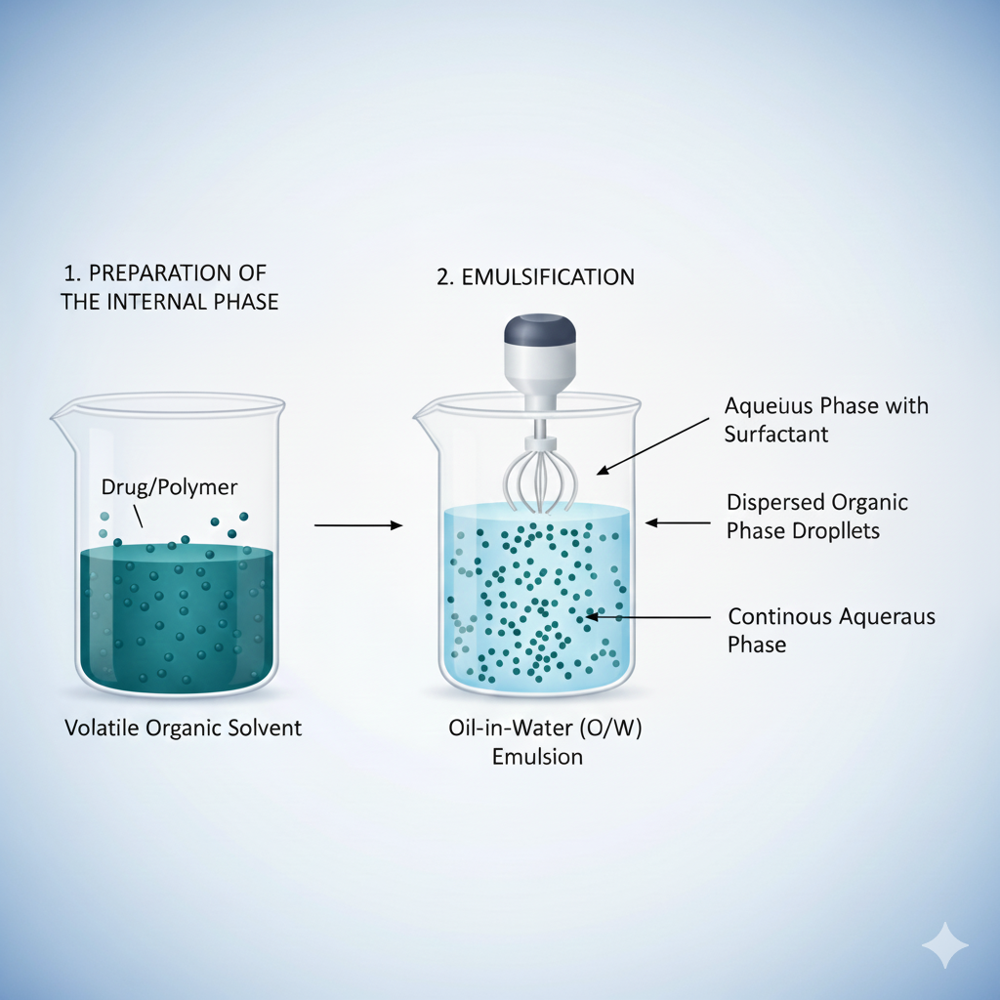 1. PREPARATION OF
THE INTERNAL PHASE
2. EMULSIFICATION
Drug/Polymer
Volatile Organic Solvent
Aqueiuus Phase with
Surfactant
Dispersed Organic
Phase Dropllets
Continous Aqueraus
Phase
Oil-in-Water (O/W)
Emulsion